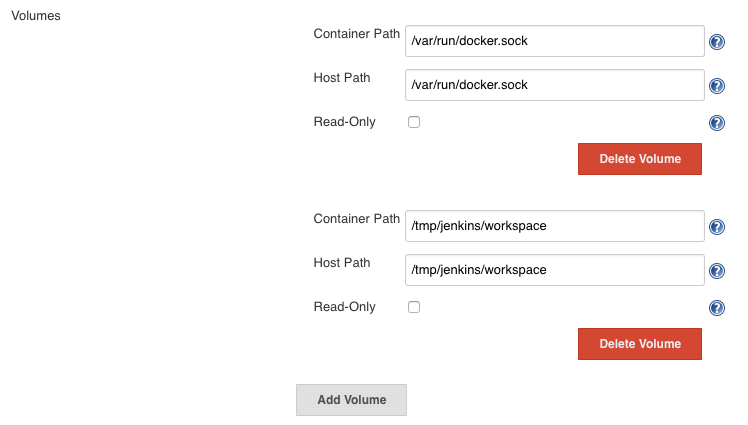 Volumes
Container Path /var/run/docker.sock ?
Host Path /var/run/docker.sock ?
Read-Only ?
Delete Volume
Container Path /tmp/jenkins/workspace ?
Host Path /tmp/jenkins/workspace ?
Read-Only ?
Delete Volume
Add Volume